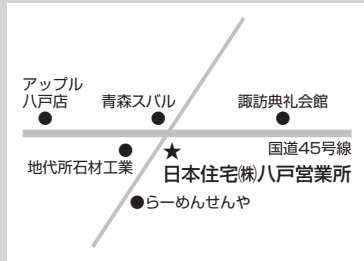 アップル
八戸店
青森スバル
諏訪典礼会館
国道45号線
地代所石材工業
★
日本住宅㈱八戸営業所
●らーめんせんや